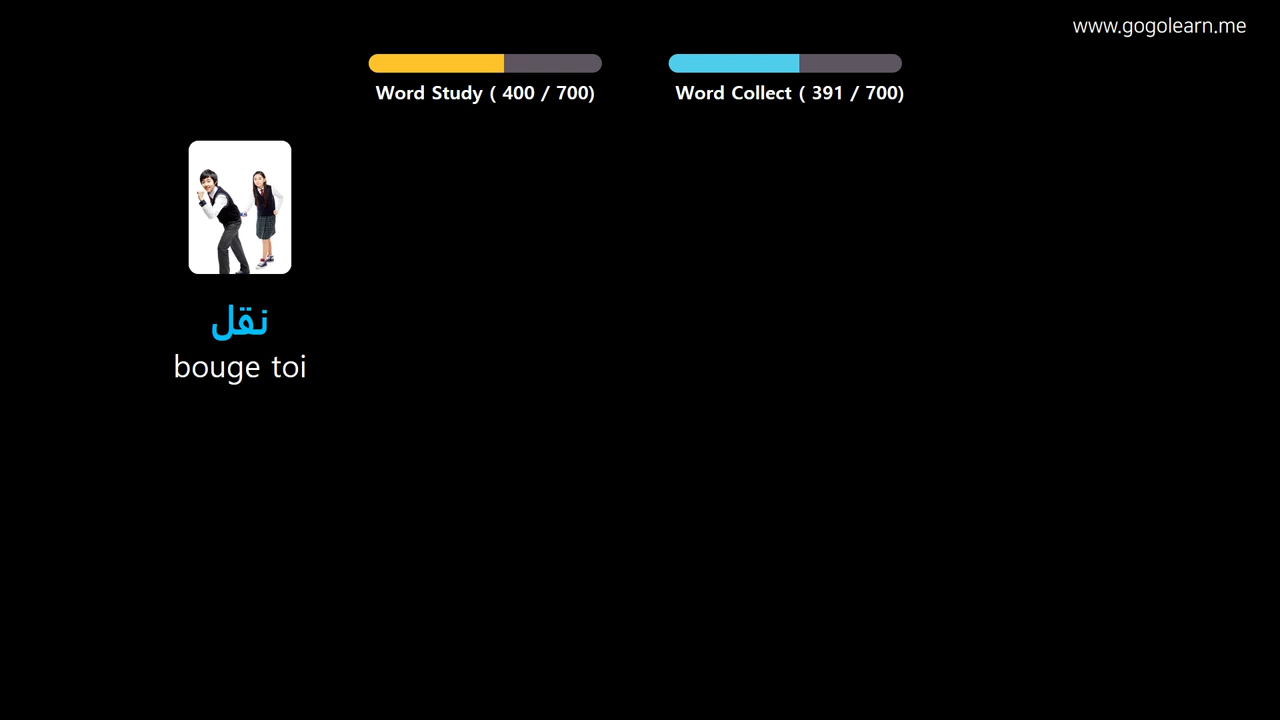 www.gogolearn.me
Word Study ( 400 / 700)
Word Collect ( 391 / 700)
نقل
bouge toi